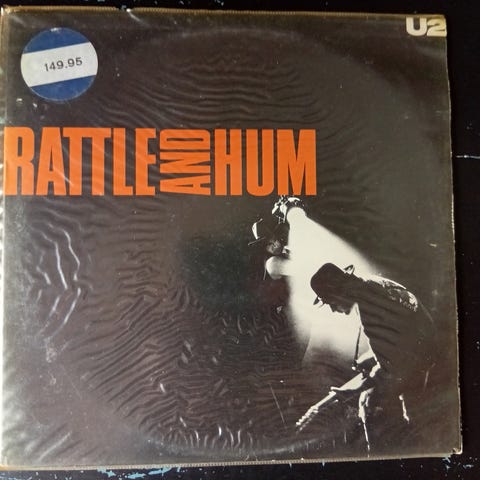 U2
149.95
RATTLE AND HUM